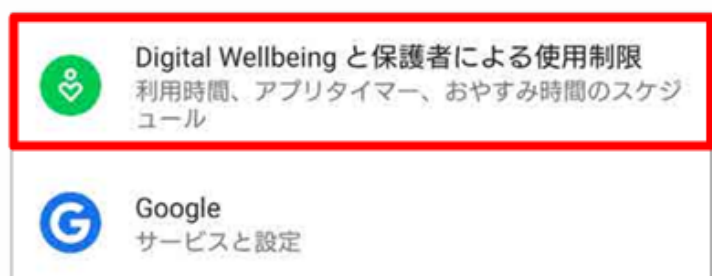 Digital Wellbeing と保護者による使用制限
利用時間、アプリタイマー、おやすみ時間のスケジ
ュール
Google
サービスと設定